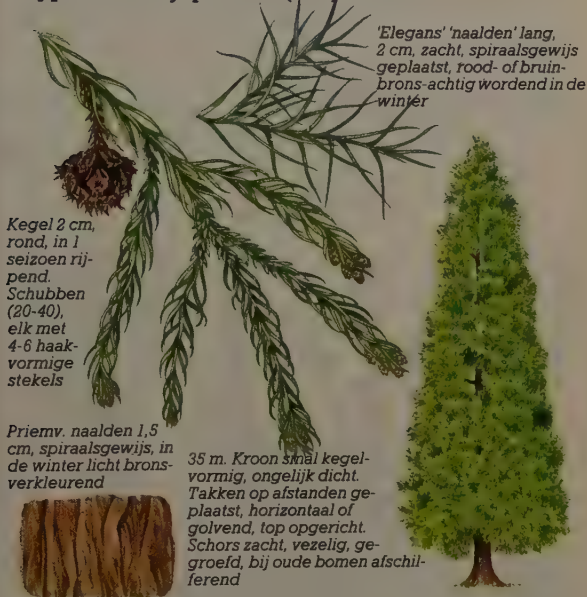 'Elegans' 'naalden' lang,
2 cm, zacht, spiraalsgewijs
geplaatst, rood- of bruin-
brons-achtig wordend in de
winter
Kegel 2 cm,
rond, in 1
seizoen rij-
pend.
Schubben
(20-40),
elk met
4-6 haak-
vormige
stekels
Priemv. naalden 1,5
cm, spiraalsgewijs, in
de winter licht brons-
verkleurend
35 m. Kroon smal kegel-
vormig, ongelijk dicht.
Takken op afstanden ge-
plaatst, horizontaal of
golvend, top opgericht.
Schors zacht, vezelig, ge-
groefd, bij oude bomen afschil-
ferend